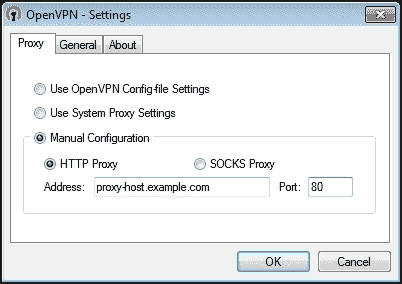 OpenVPN - Settings
Proxy General About
Use OpenVPN Config-file Settings
Use System Proxy Settings
Manual Configuration
HTTP Proxy SOCKS Proxy
Address: proxy-host.example.com Port: 80
OK Cancel